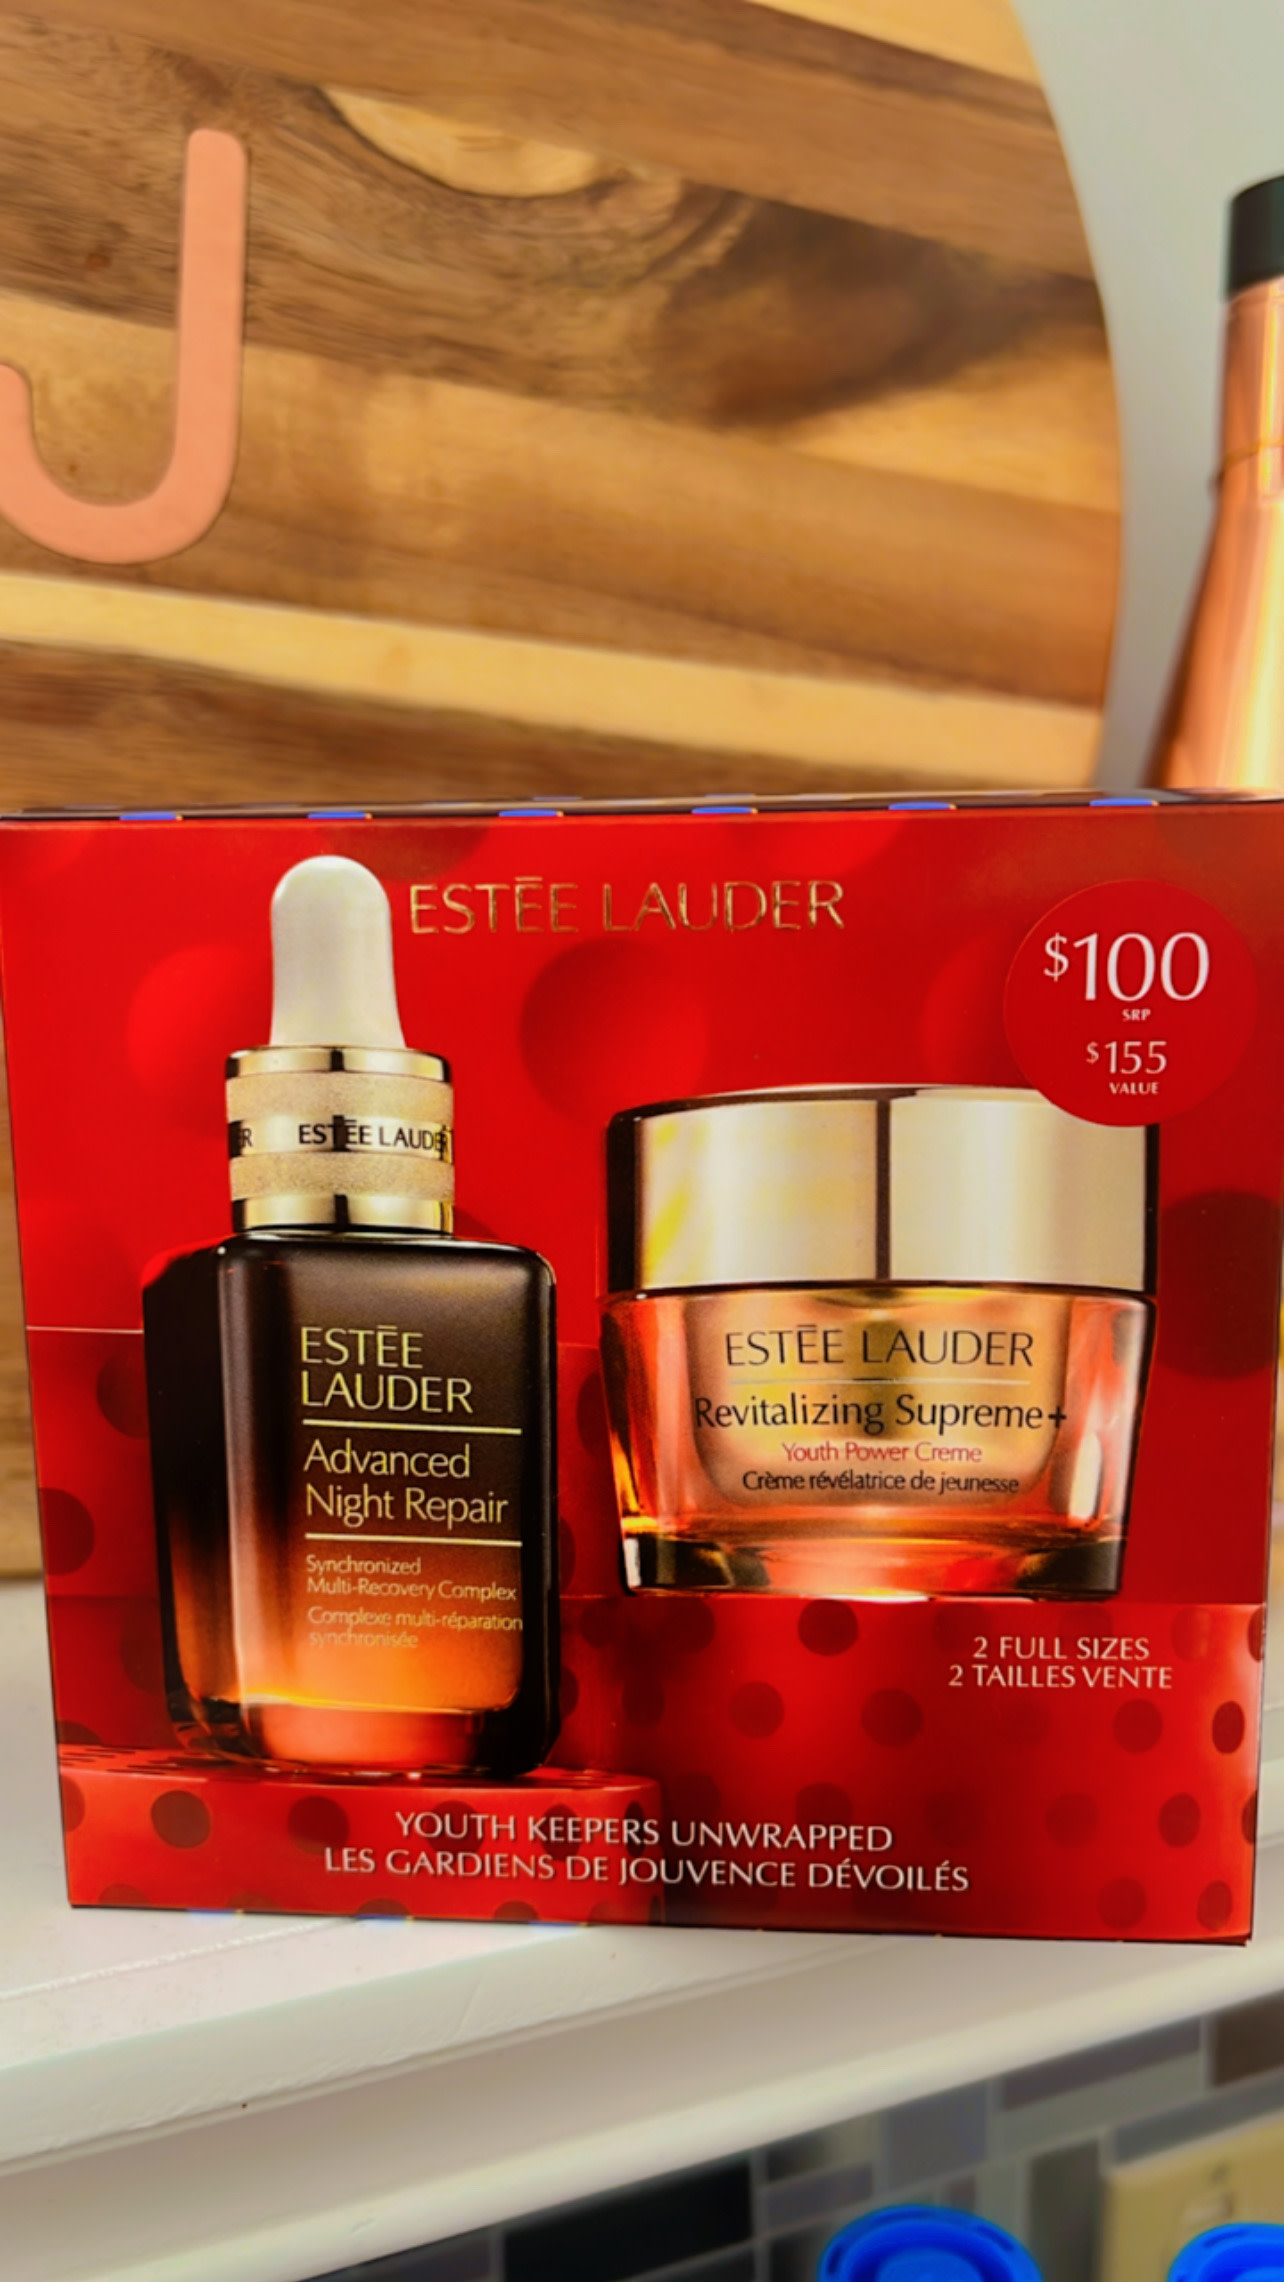 J
ESTĒE LAUDER
$100
SRP
$155
VALUE
ER ESTĒE LAUDER
ESTĒE
LAUDER
Advanced
Night Repair
Synchronized
Multi-Recovery Complex
Complexe multi-réparation
synchronisée
ESTĒE LAUDER
Revitalizing Supreme+
Youth Power Creme
Crème révélatrice de jeunesse
2 FULL SIZES
2 TAILLES VENTE
YOUTH KEEPERS UNWRAPPED
LES GARDIENS DE JOUVENCE DÉVOILÉS